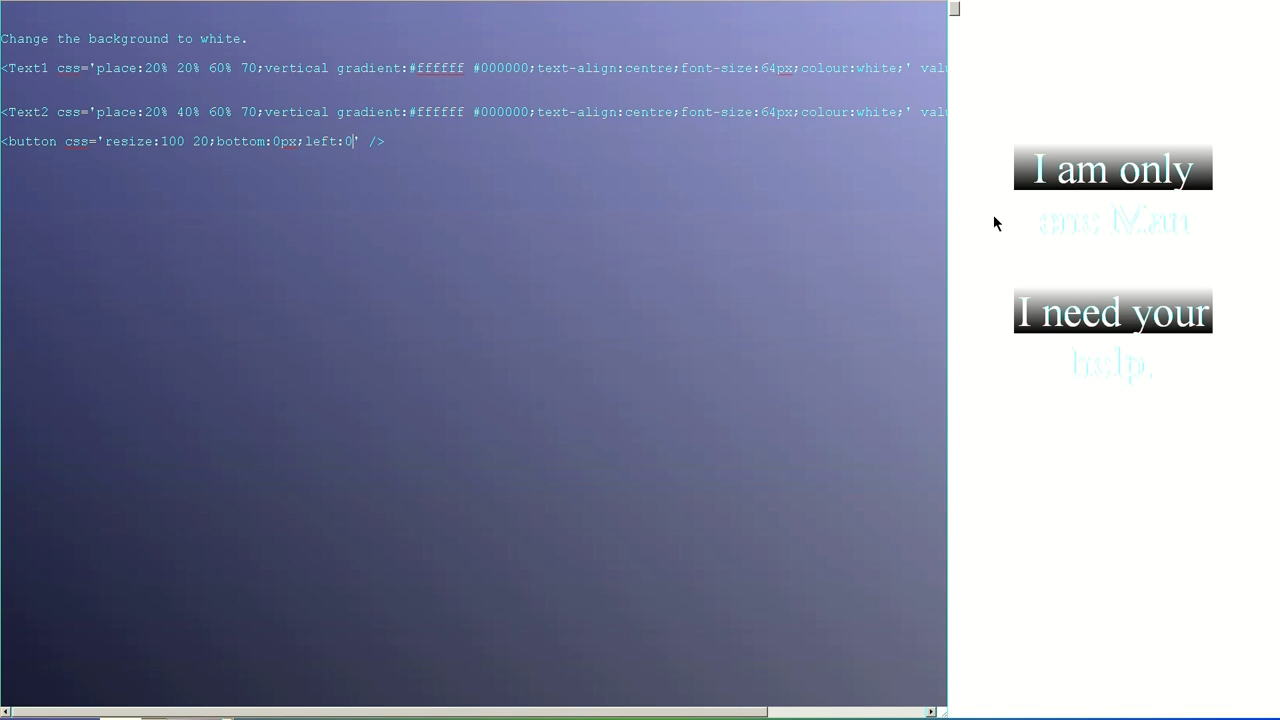 Change the background to white.
<Text1 css='place:20% 20% 60% 70;vertical gradient:#ffffff #000000;text-align:centre;font-size:64px;colour:white;' valu
<Text2 css='place:20% 40% 60% 70;vertical gradient:#ffffff #000000;text-align:centre;font-size:64px;colour:white;' valu
<button css='resize:100 20;bottom:0px;left:0' />
I am only
one Man
I need your
help.